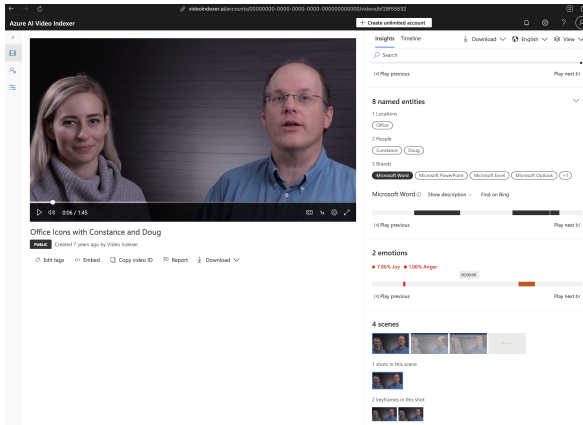 videoindexer.ai/accounts/00000000-0000-0000-0000-000000000000/videos/bf28f55532
Azure AI Video Indexer
Create unlimited account
Insights Timeline Download English View
Search
Play previous Play next
8 named entities
1 Locations
Office
2 People
Constance Doug
5 Brands
Microsoft Word Microsoft PowerPoint Microsoft Excel Microsoft Outlook +1
Microsoft Word Show description Find on Bing
Play previous Play next
0:06 / 1:45 1x
Office Icons with Constance and Doug
PUBLIC Created 7 years ago by Video Indexer
Edit tags Embed Copy video ID Report Download
2 emotions
7.86% Joy 1.06% Anger
Play previous Play next
4 scenes
1 shots in this scene
2 keyframes in this shot